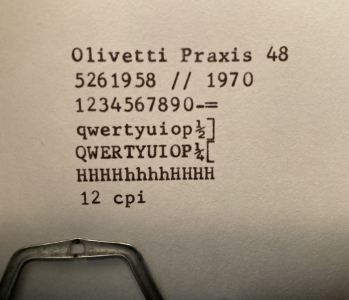 Olivetti Praxis 48
5261958 // 1970
1234567890-=
qwertyuiop½]
QWERTYUIOP¼[
HHHHhhhhHHHH
12 cpi